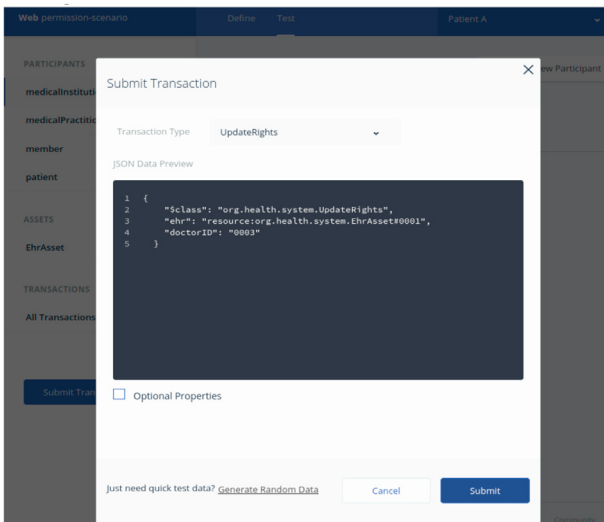 Web permission-scenario
Define
Test
Patient A
PARTICIPANTS
ew Participant
Submit Transaction
medicalInstituti
medicalPractitio
Transaction Type
UpdateRights
member
JSON Data Preview
patient
1 {
2 "$class": "org.health.system.UpdateRights",
3 "ehr": "resource:org.health.system.EhrAsset#0001",
4 "doctorID": "0003"
5 }
ASSETS
EhrAsset
TRANSACTIONS
All Transactions
Submit Tran
Optional Properties
Just need quick test data? Generate Random Data
Cancel
Submit
Community